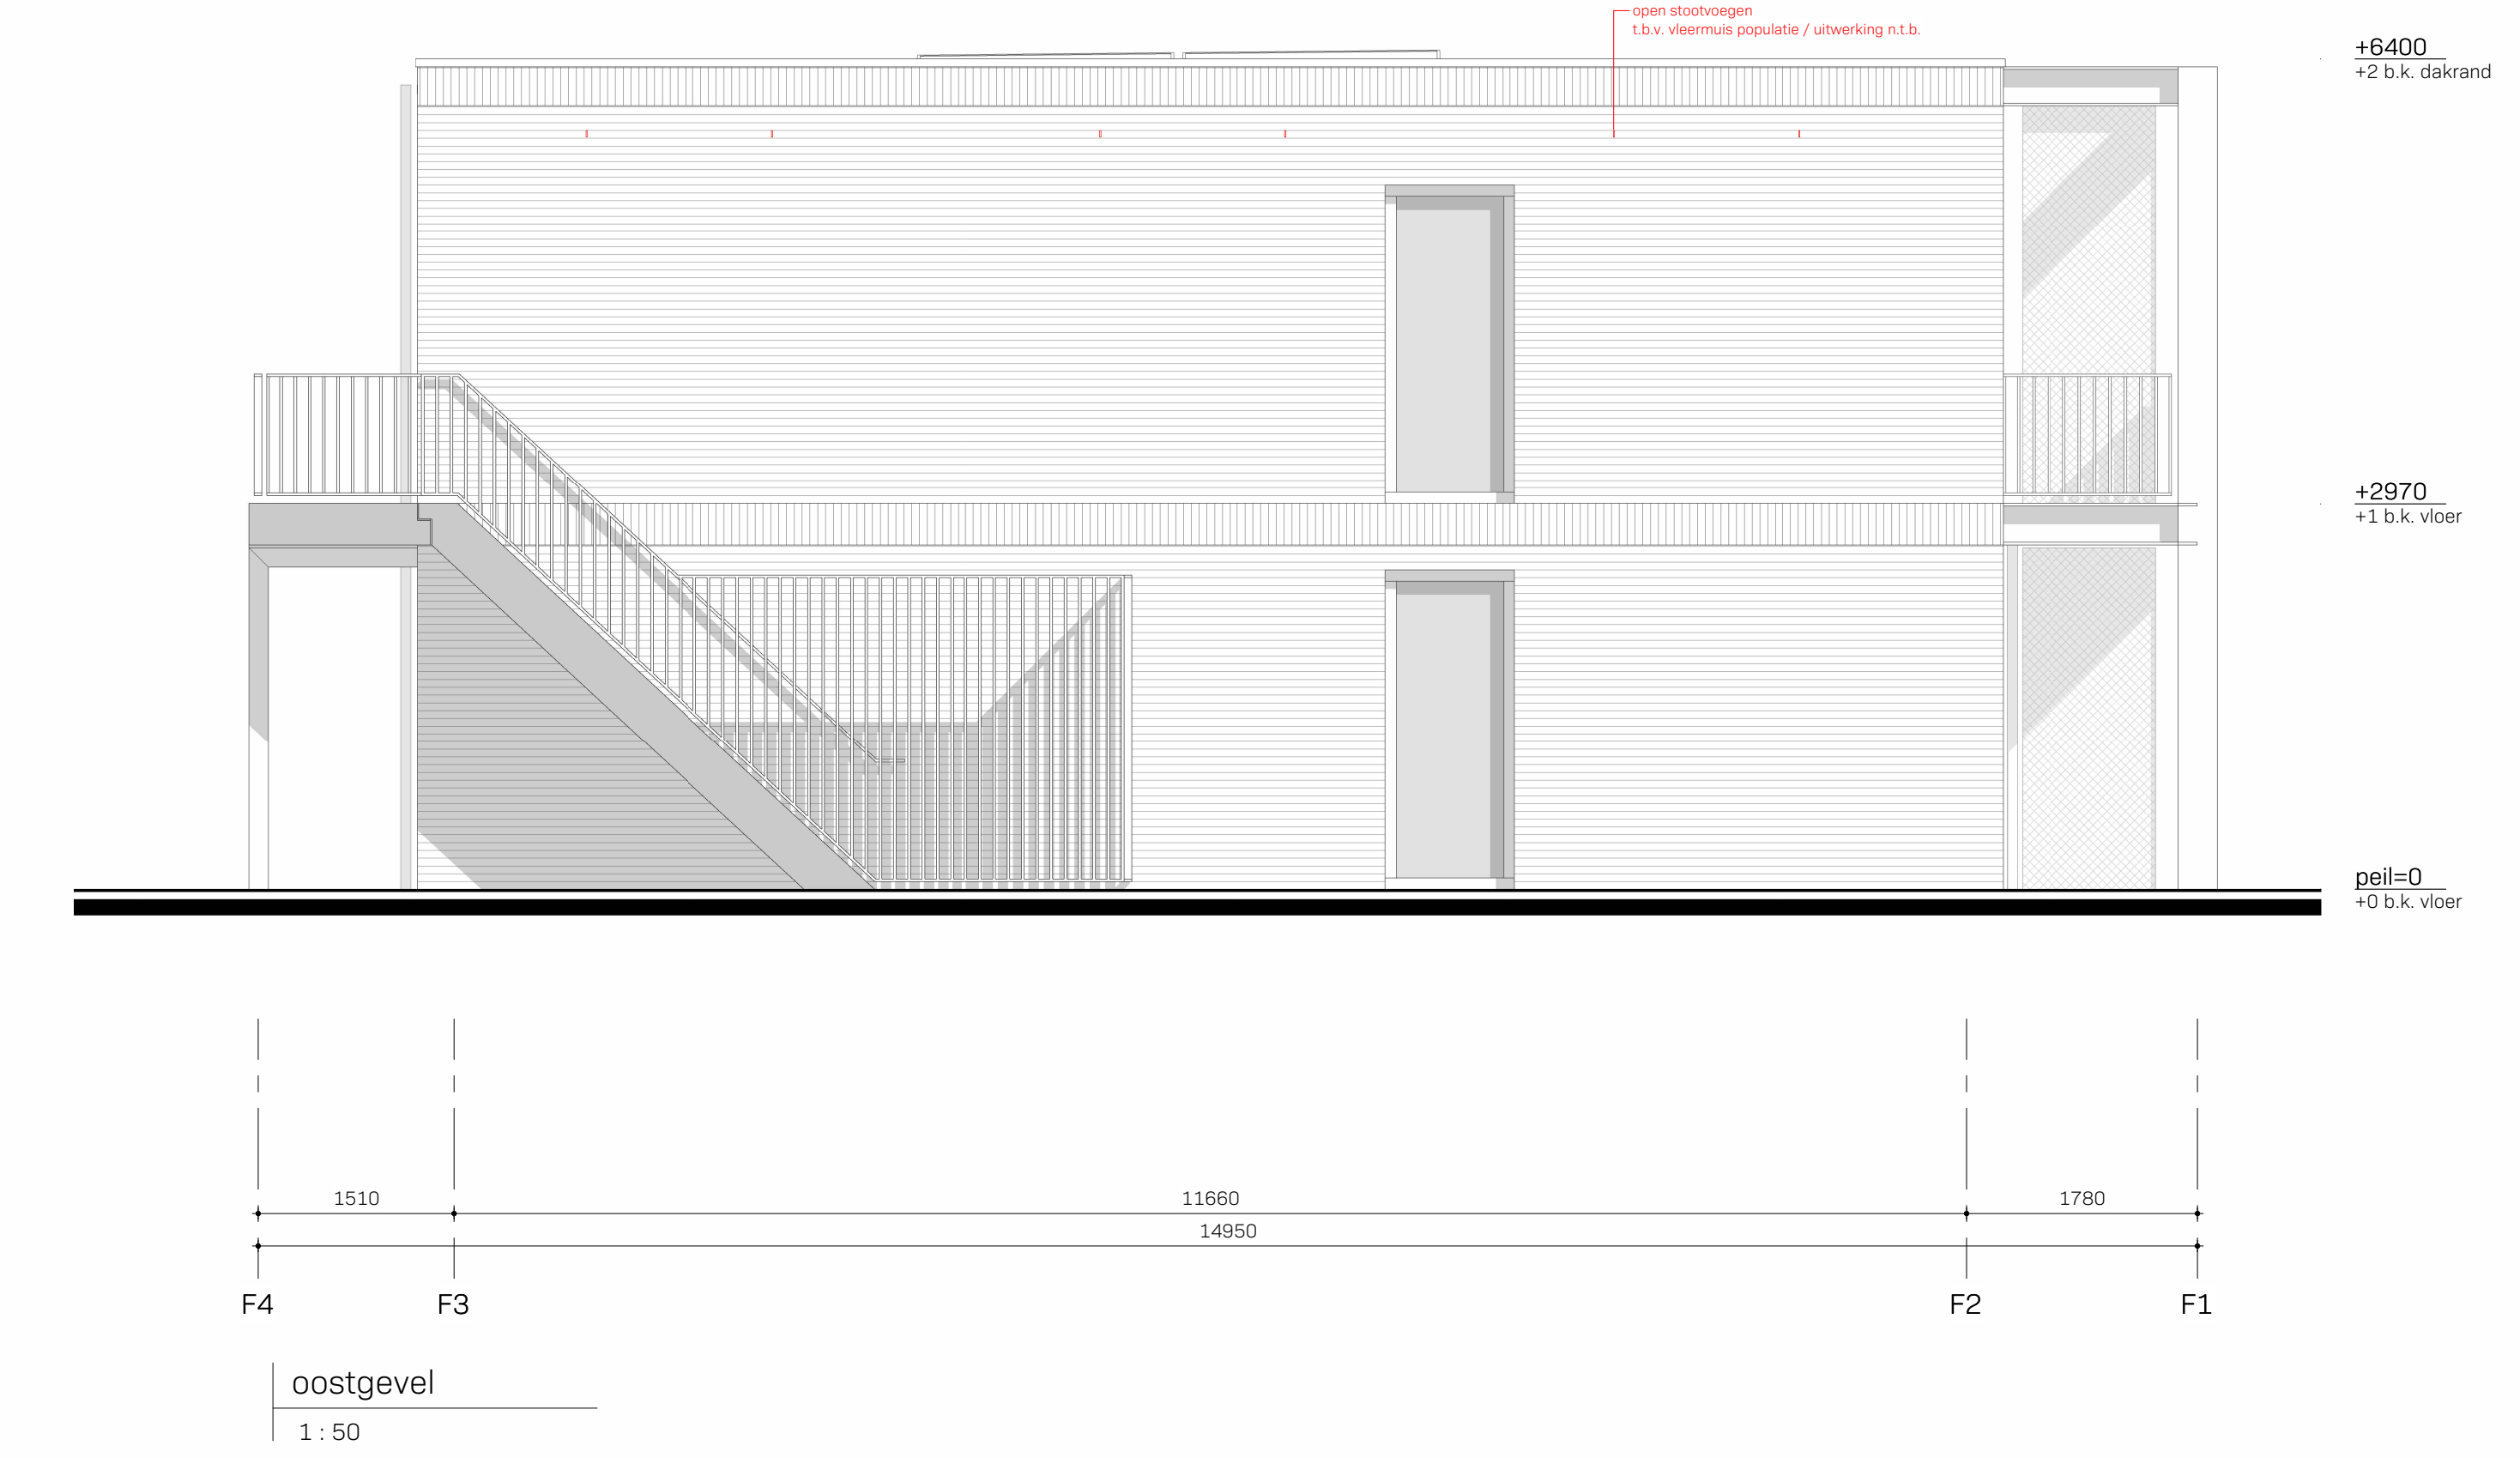 open stootvoegen
t.b.v. vleermuis populatie / uitwerking n.t.b.
+6400
+2 b.k. dakrand
+2970
+1 b.k. vloer
peil=0
+0 b.k. vloer
1510
11660
1780
14950
F4
F3
F2
F1
oostgevel
1 : 50